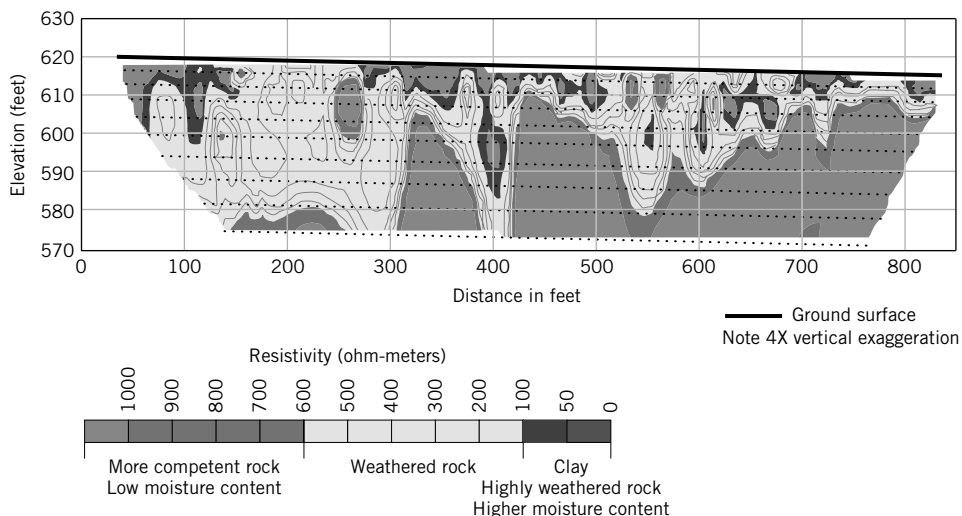 630
620
610
600
590
580
570
Elevation (feet)
0 100 200 300 400 500 600 700 800
Distance in feet
Ground surface
Note 4X vertical exaggeration
Resistivity (ohm-meters)
1000 900 800 700 600 500 400 300 200 100 50 0
More competent rock
Low moisture content
Weathered rock
Clay
Highly weathered rock
Higher moisture content